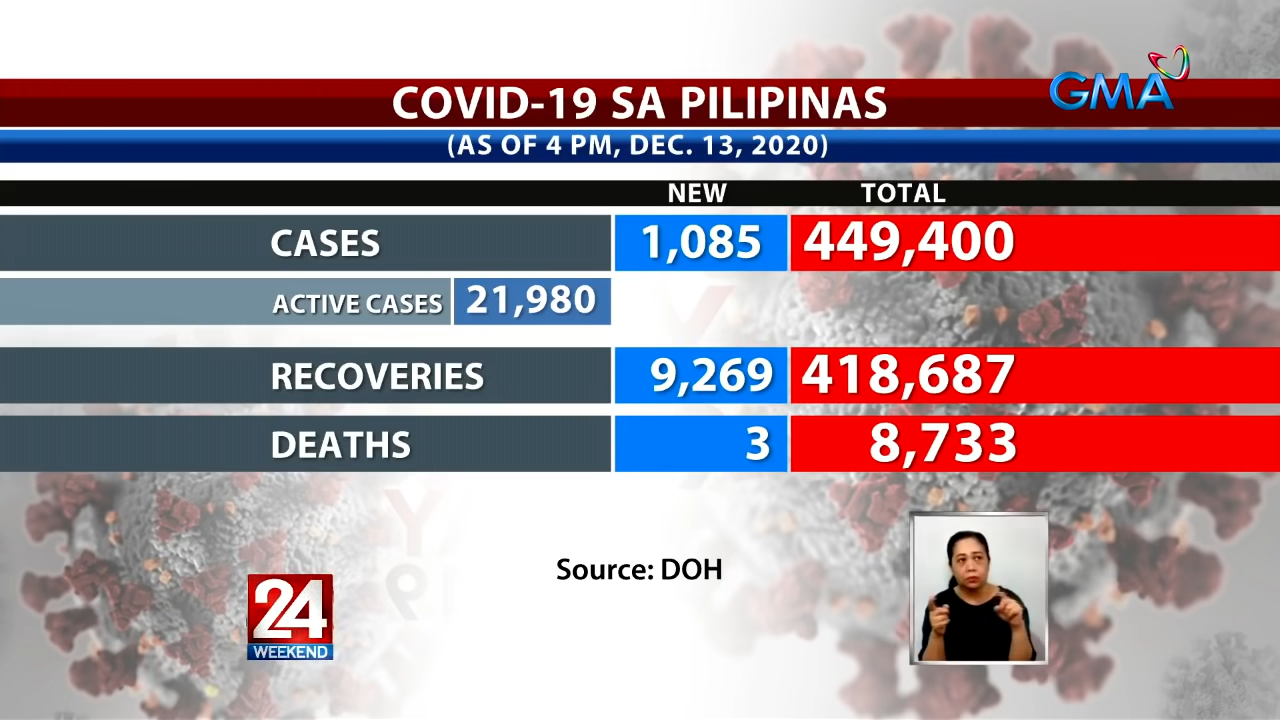 COVID-19 SA PILIPINAS
GMA
(AS OF 4 PM, DEC. 13, 2020)
NEW TOTAL
CASES 1,085 449,400
ACTIVE CASES 21,980
RECOVERIES 9,269 418,687
DEATHS 3 8,733
Source: DOH
24
WEEKEND